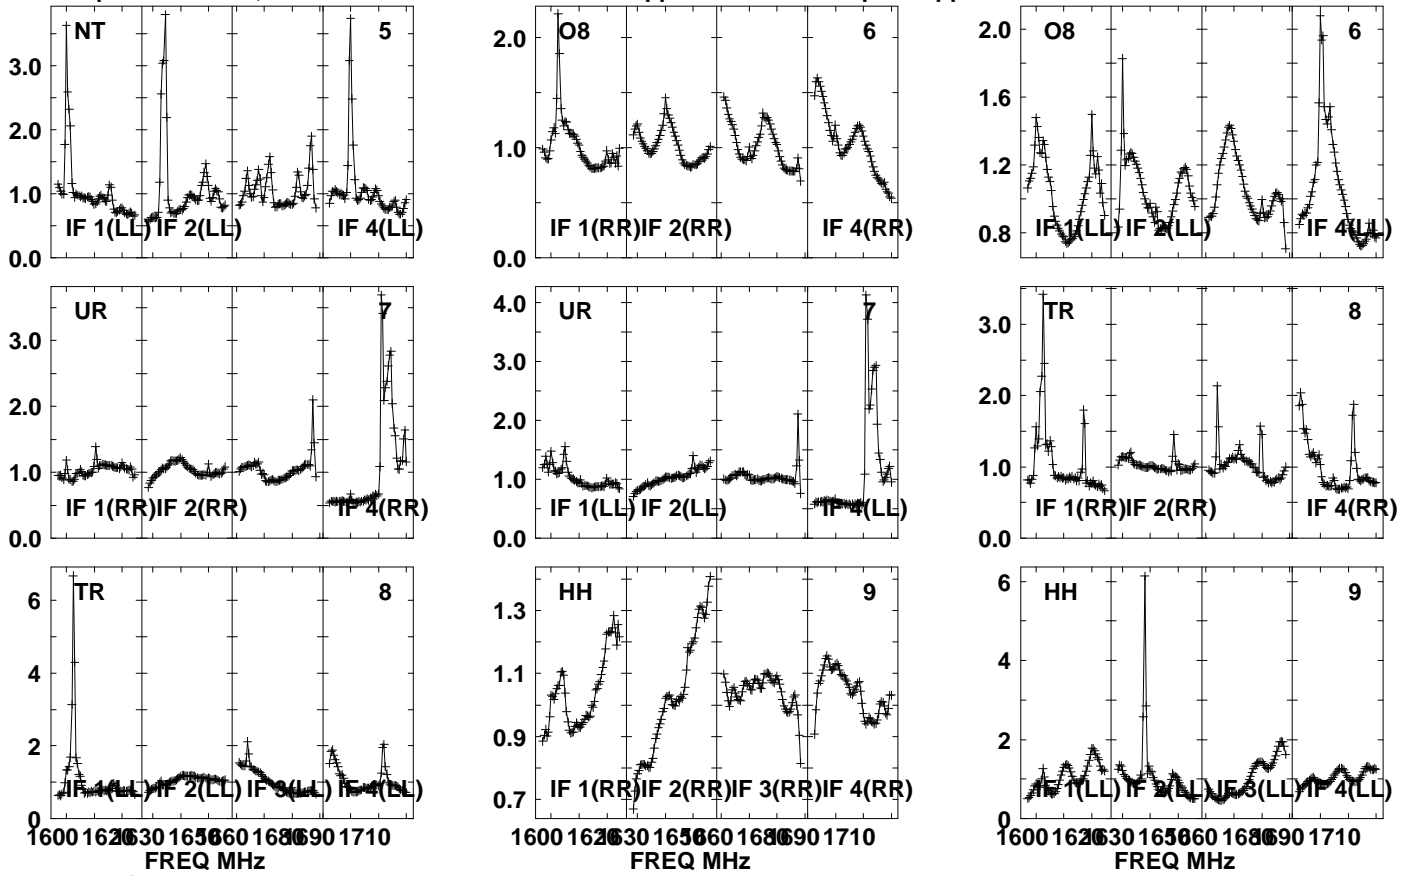 NT 5
3.0
2.0
1.0
0.0
IF 1(LL) IF 2(LL) IF 4(LL)
O8 6
2.0
1.0
0.0
IF 1(RR) IF 2(RR) IF 4(RR)
O8 6
2.0
1.6
1.2
0.8
IF 1(LL) IF 2(LL) IF 4(LL)
UR 7
3.0
2.0
1.0
0.0
IF 1(RR) IF 2(RR) IF 4(RR)
UR 7
4.0
3.0
2.0
1.0
0.0
IF 1(LL) IF 2(LL) IF 4(LL)
TR 8
3.0
2.0
1.0
0.0
IF 1(RR) IF 2(RR) IF 4(RR)
TR 8
6
4
2
0
IF 1(LL) IF 2(LL) IF 3(LL) IF 4(LL)
1600 1620 1630 1650 1660 1680 1690 1710
FREQ MHz
HH 9
1.3
1.1
0.9
0.7
IF 1(RR) IF 2(RR) IF 3(RR) IF 4(RR)
1600 1620 1630 1650 1660 1680 1690 1710
FREQ MHz
HH 9
6
4
2
0
IF 1(LL) IF 2(LL) IF 3(LL) IF 4(LL)
1600 1620 1630 1650 1660 1680 1690 1710
FREQ MHz